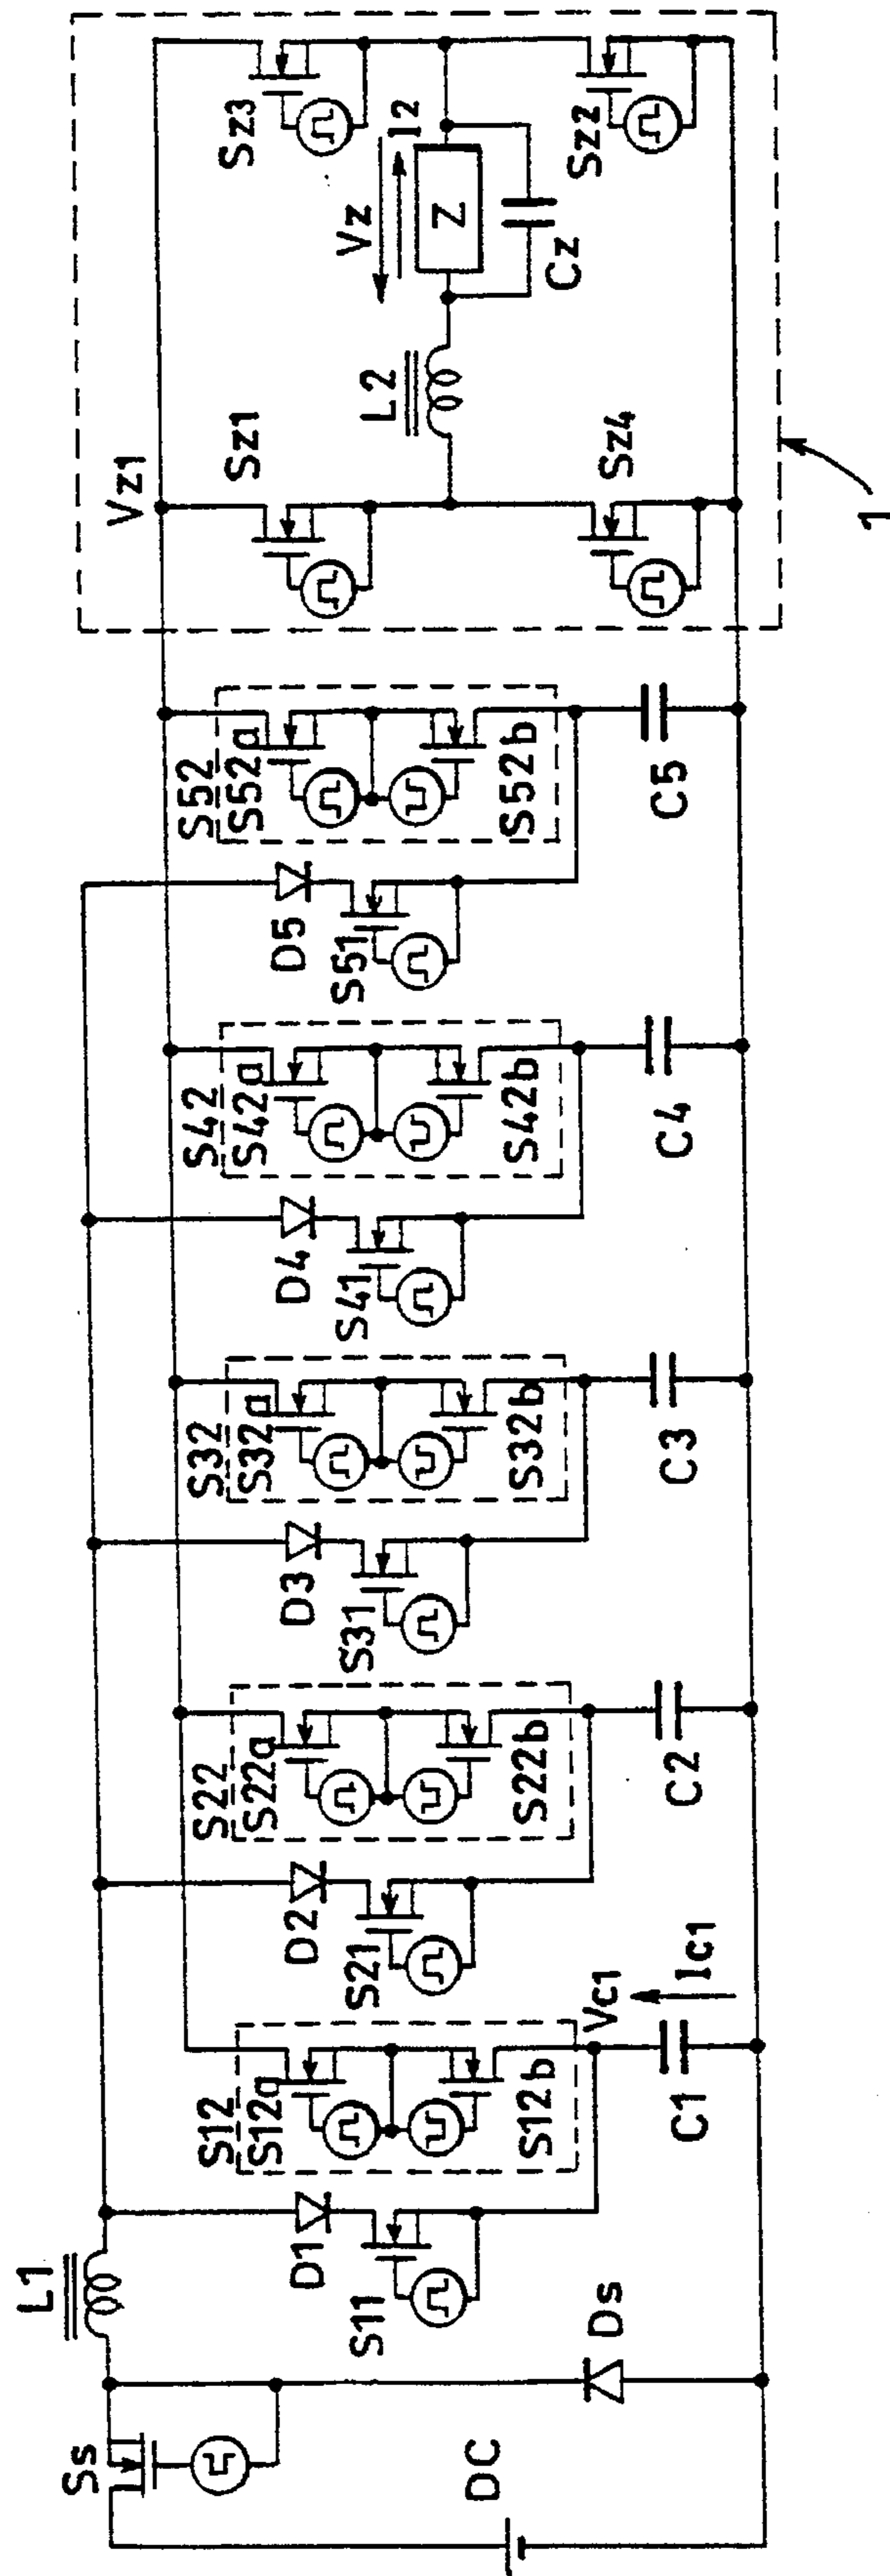 Ss
L1
DC
Ds
D1
S11
S12
S12a
S12b
Vc1
Ic1
C1
D2
S21
S22
S22a
S22b
C2
D3
S31
S32
S32a
S32b
C3
D4
S41
S42
S42a
S42b
C4
D5
S51
S52
S52a
S52b
C5
Vz1
Sz1
Sz4
L2
Vz
I2
Z
Cz
Sz3
Sz2
1